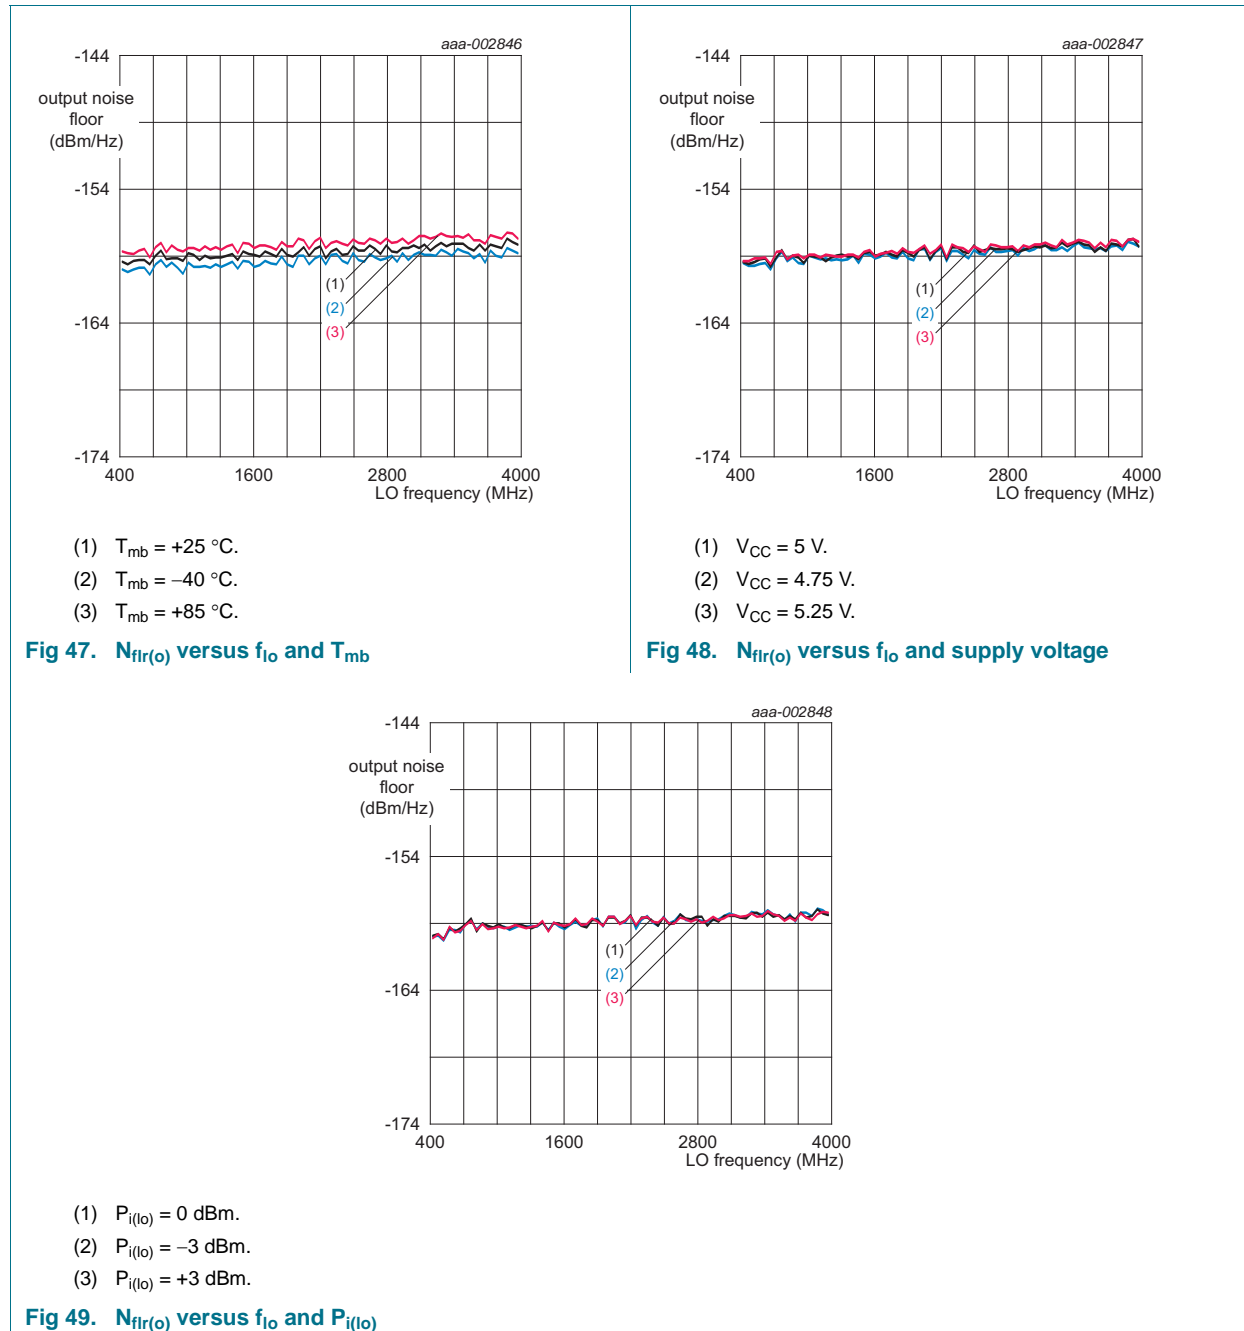 aaa-002846
-144
output noise
floor
(dBm/Hz)
-154
(1)
(2)
(3)
-164
-174
400
1600
2800
4000
LO frequency (MHz)
(1) Tmb = +25 °C.
(2) Tmb = −40 °C.
(3) Tmb = +85 °C.
Fig 47. Nflr(o) versus flo and Tmb
aaa-002847
-144
output noise
floor
(dBm/Hz)
-154
(1)
(2)
(3)
-164
-174
400
1600
2800
4000
LO frequency (MHz)
(1) VCC = 5 V.
(2) VCC = 4.75 V.
(3) VCC = 5.25 V.
Fig 48. Nflr(o) versus flo and supply voltage
aaa-002848
-144
output noise
floor
(dBm/Hz)
-154
(1)
(2)
(3)
-164
-174
400
1600
2800
4000
LO frequency (MHz)
(1) Pi(lo) = 0 dBm.
(2) Pi(lo) = −3 dBm.
(3) Pi(lo) = +3 dBm.
Fig 49. Nflr(o) versus flo and Pi(lo)